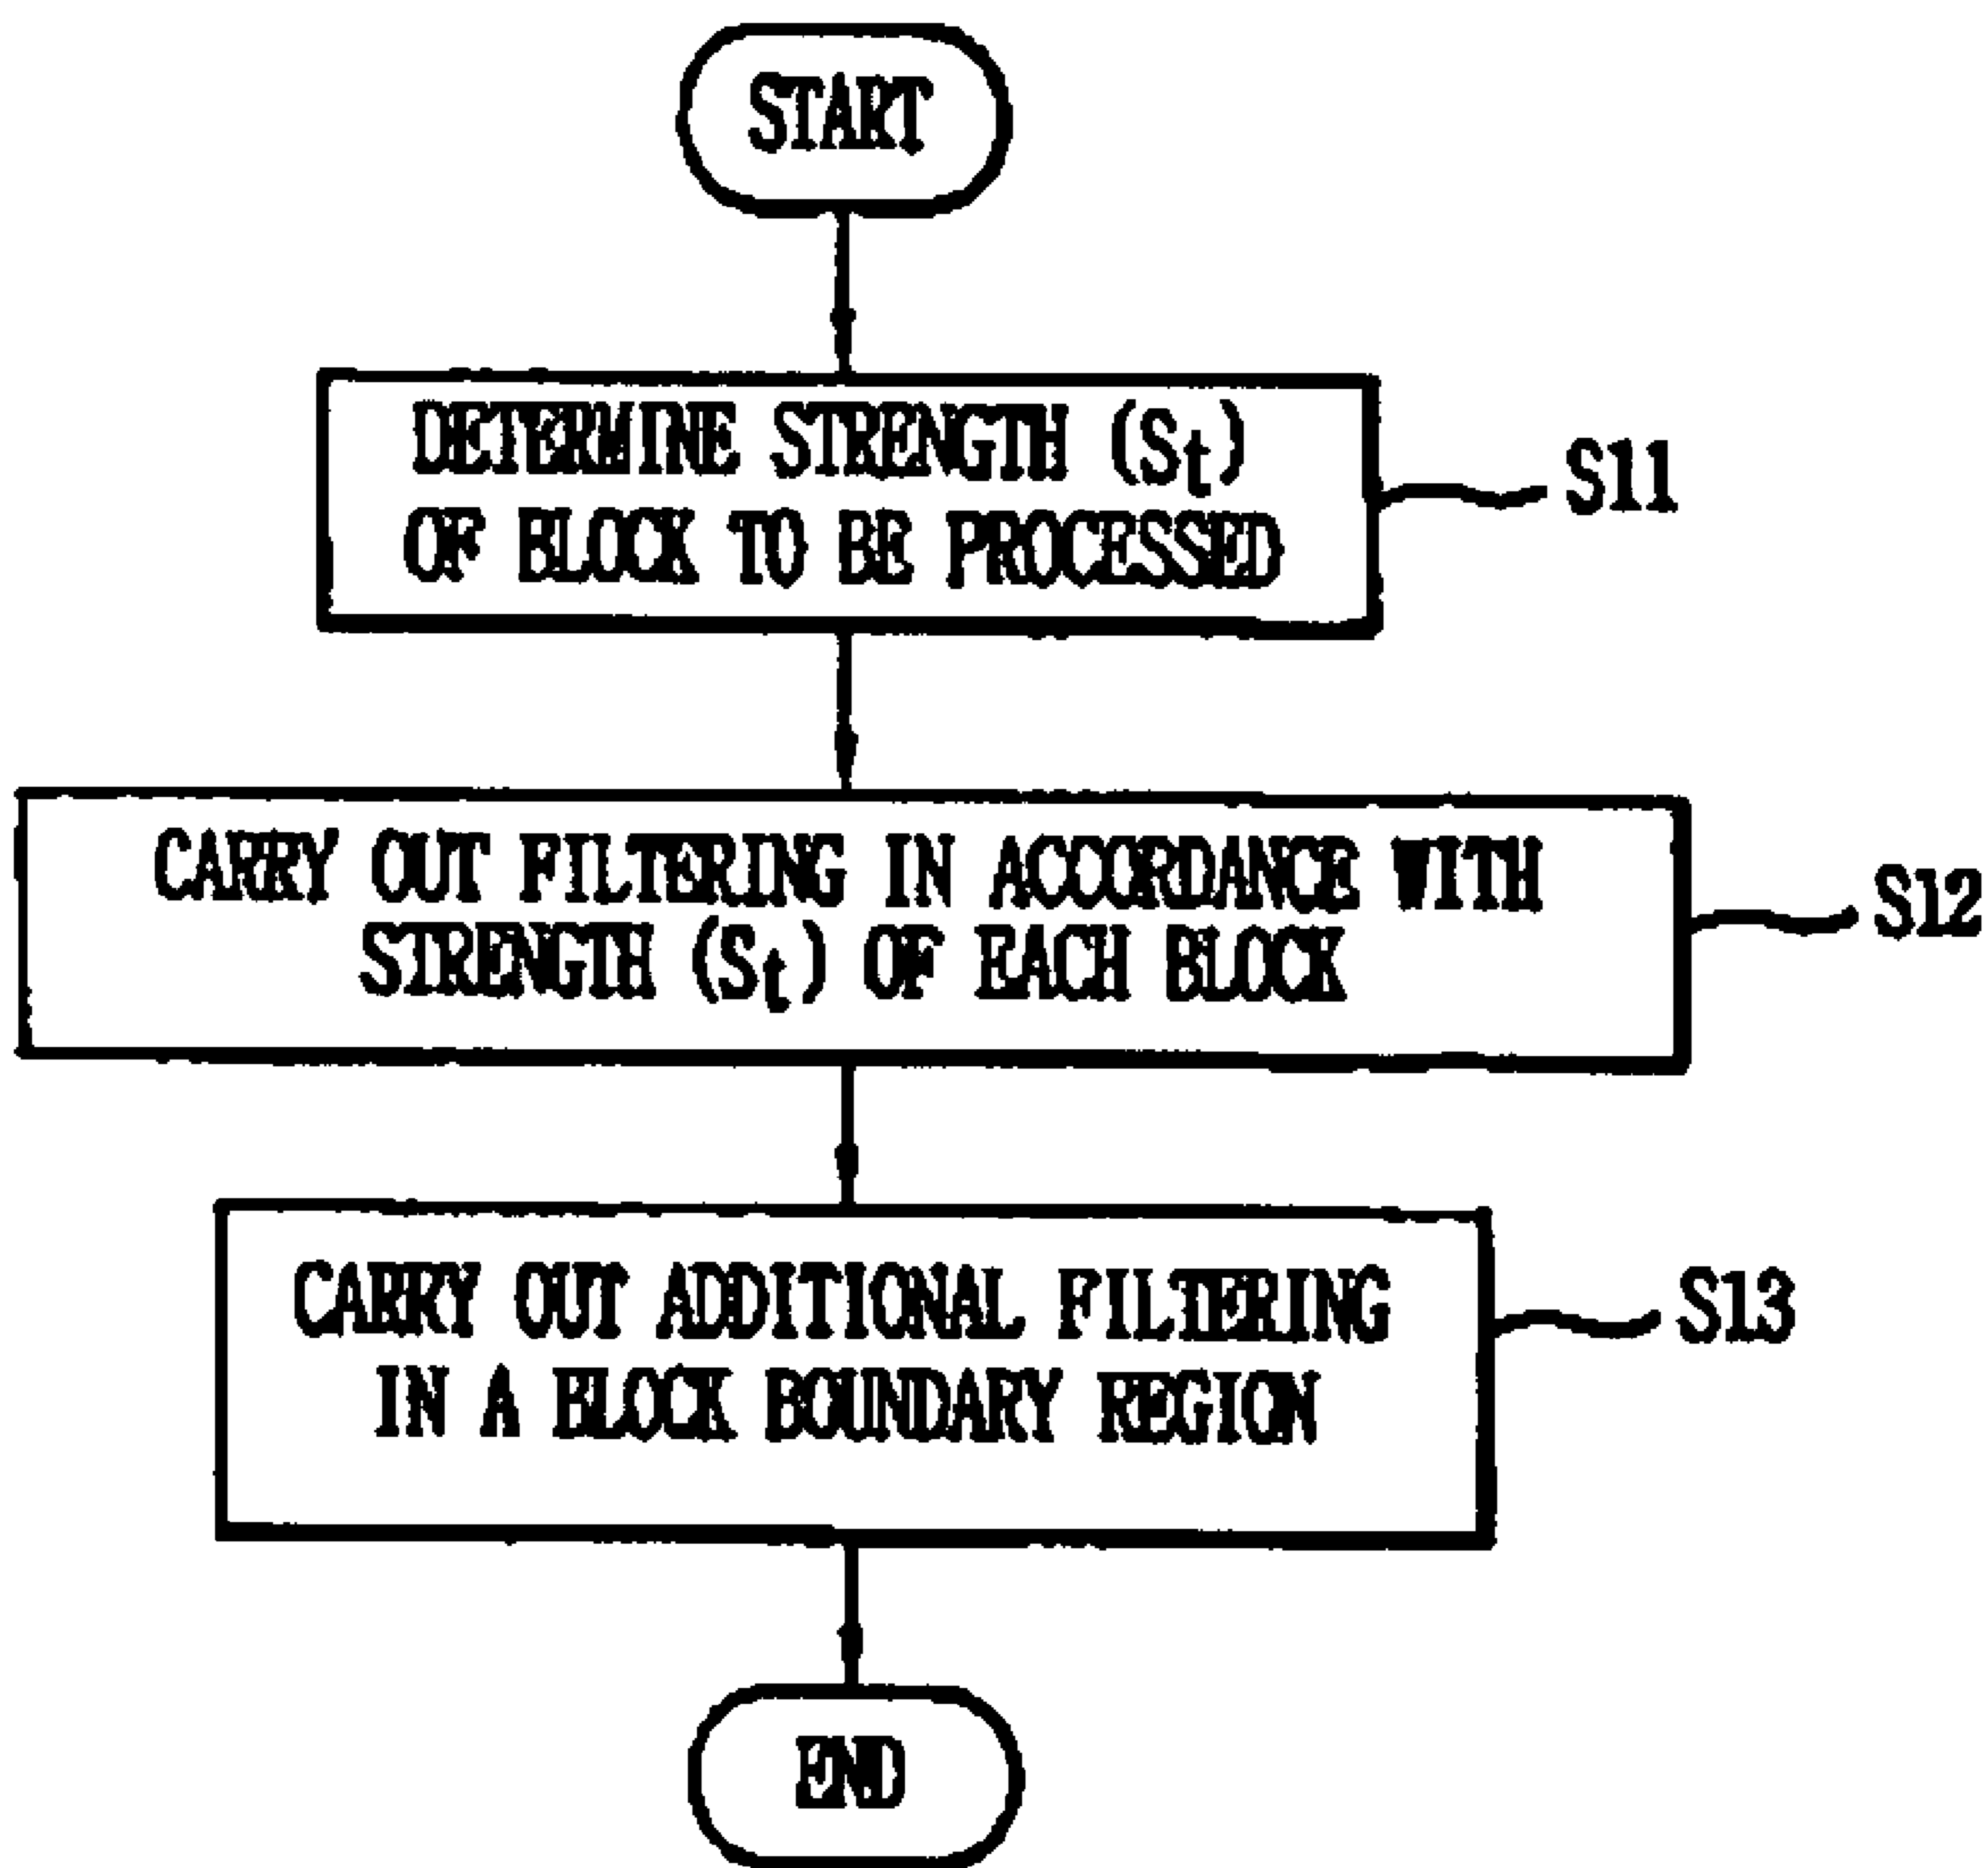 START
DETERMINE STRENGTH (St)
OF BLOCK TO BE PROCESSED
S11
CARRY OUT FILTERING IN ACCORDANCE WITH
STRENGTH (St) OF EACH BLOCK
S12
CARRY OUT ADDITIONAL FILTERING
IN A BLOCK BOUNDARY REGION
S13
END